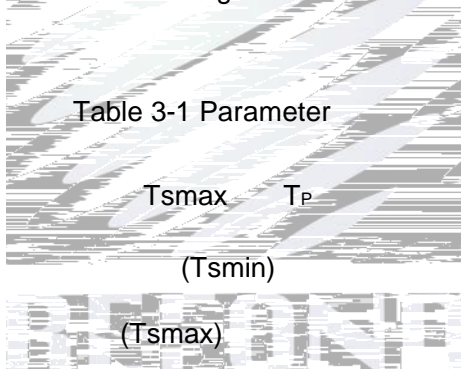 Table 3-1 Parameter
Tsmax TP
(Tsmin)
(Tsmax)